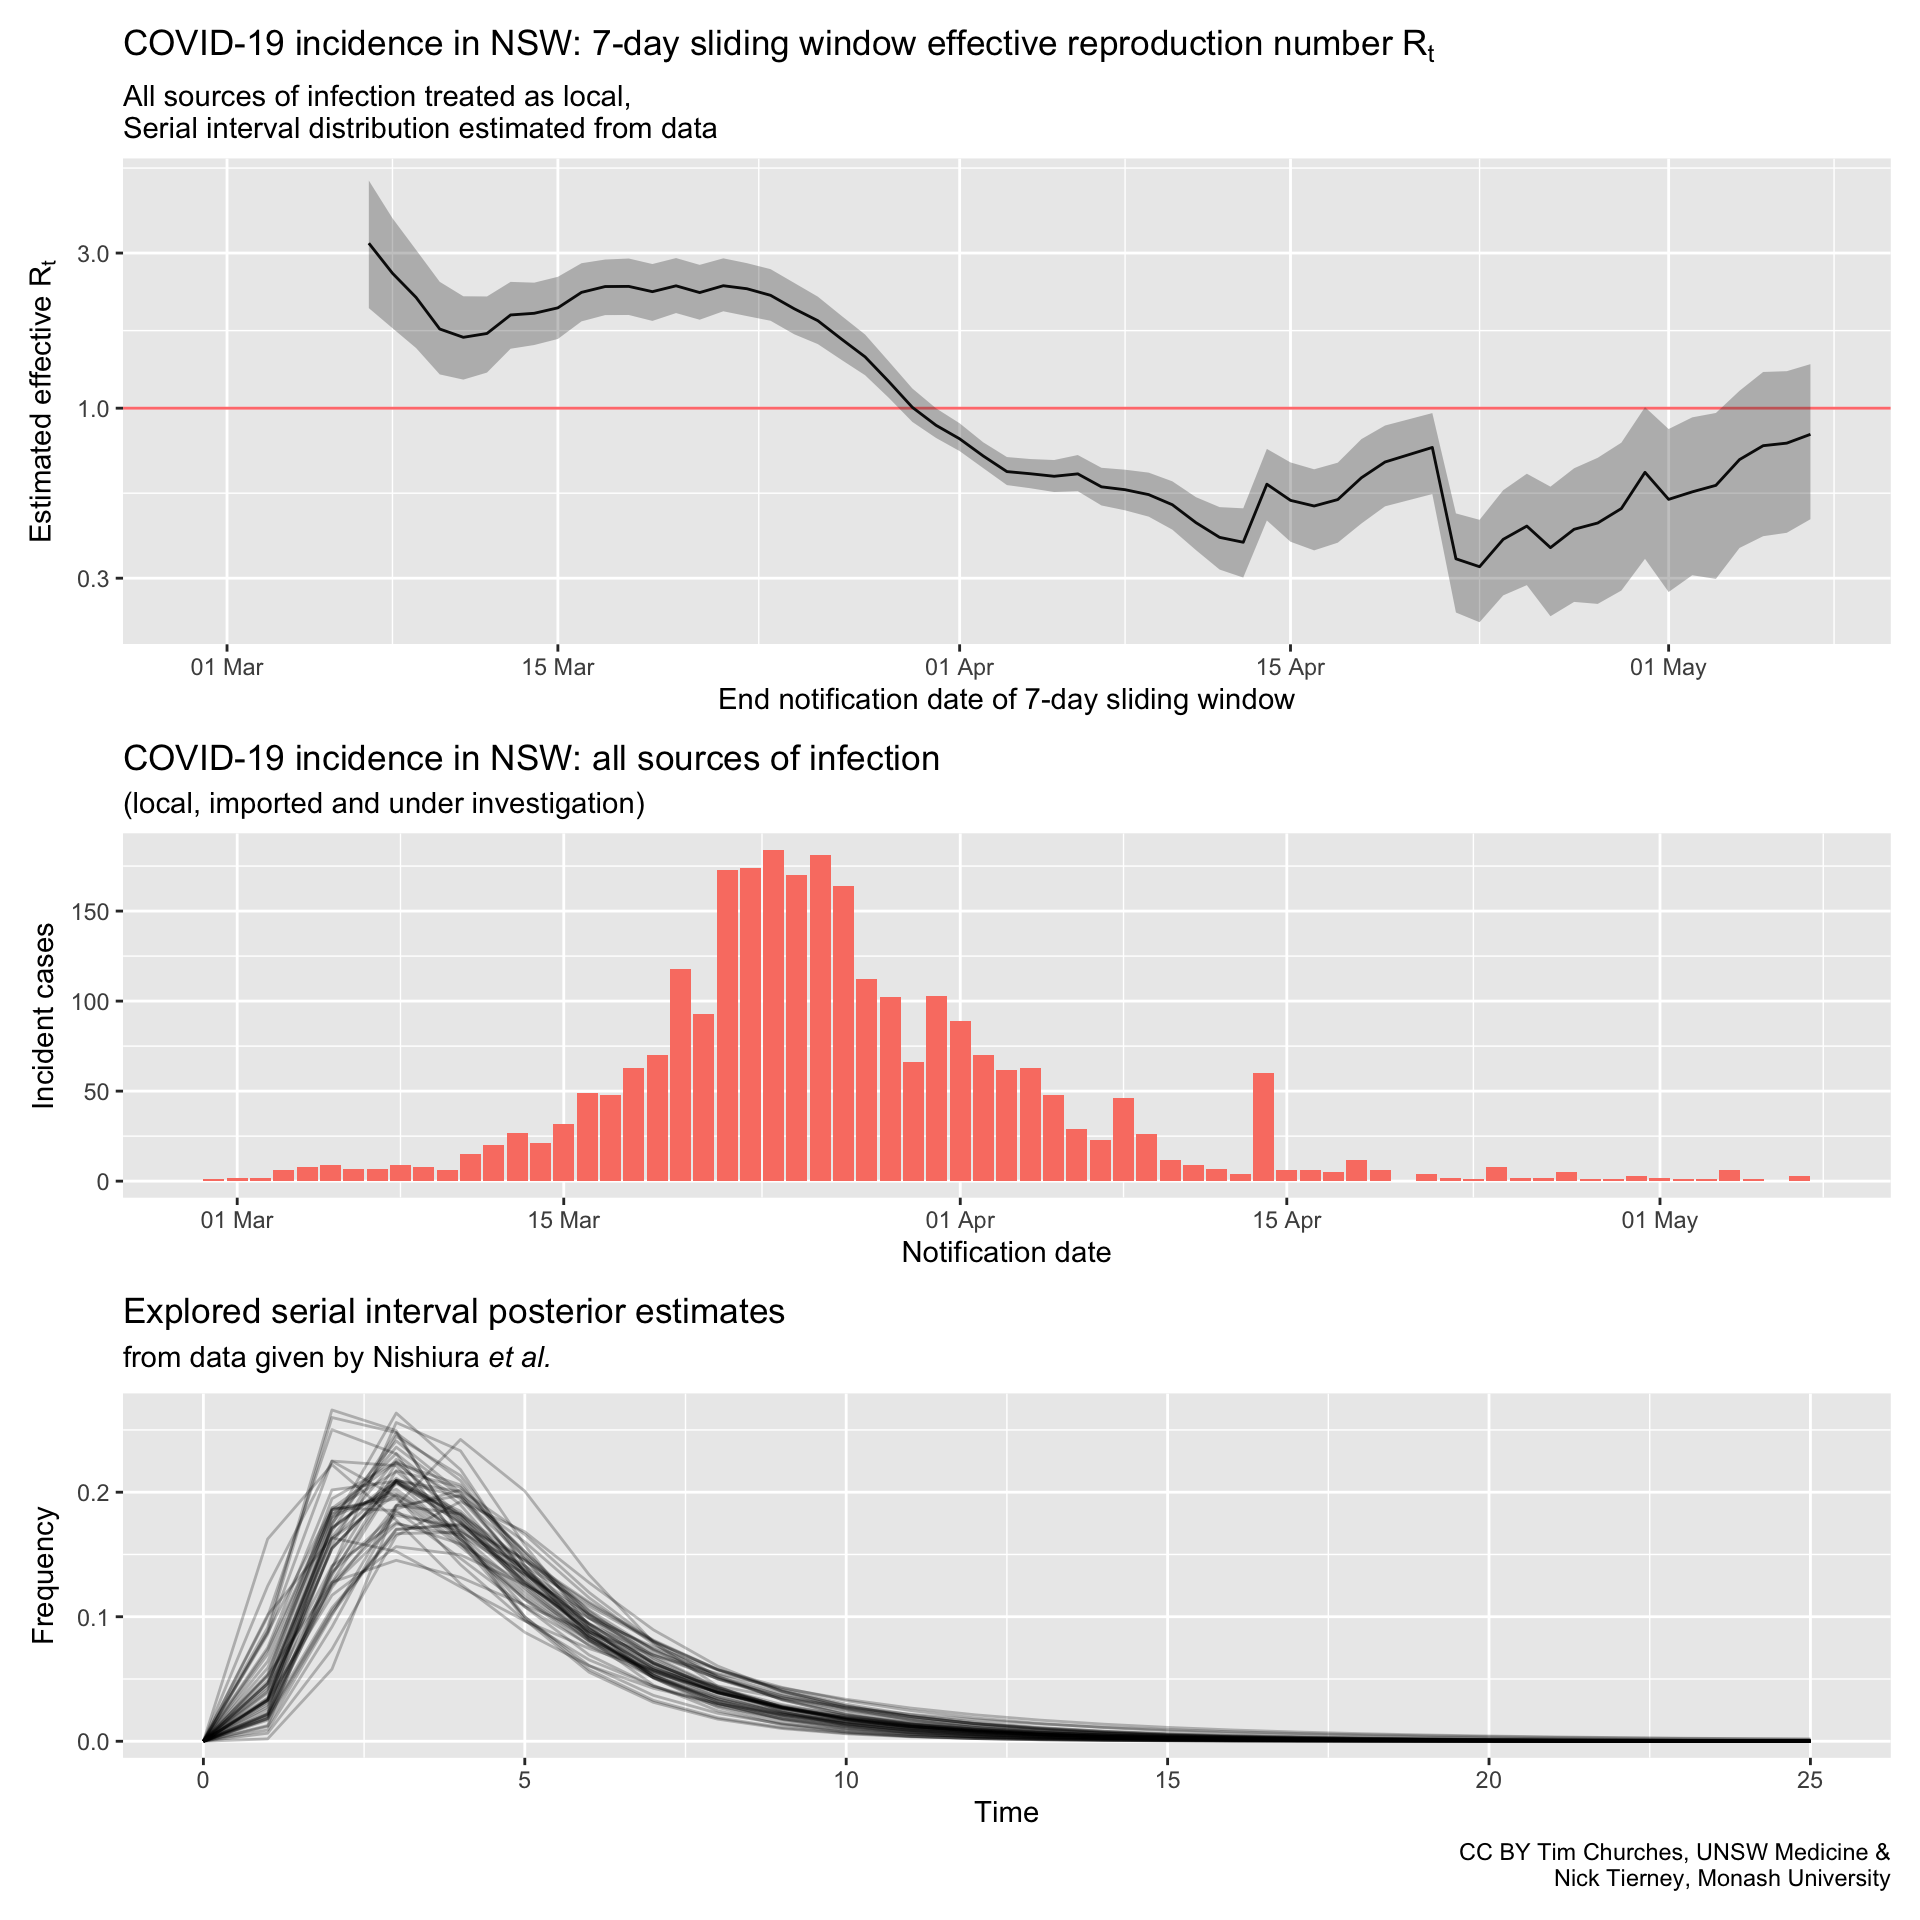 COVID-19 incidence in NSW: 7-day sliding window effective reproduction number Rt
All sources of infection treated as local,
Serial interval distribution estimated from data
Estimated effective Rt
3.0
1.0
0.3
01 Mar
15 Mar
01 Apr
15 Apr
01 May
End notification date of 7-day sliding window
COVID-19 incidence in NSW: all sources of infection
(local, imported and under investigation)
Incident cases
150
100
50
0
01 Mar
15 Mar
01 Apr
15 Apr
01 May
Notification date
Explored serial interval posterior estimates
from data given by Nishiura et al.
Frequency
0.2
0.1
0.0
0
5
10
15
20
25
Time
CC BY Tim Churches, UNSW Medicine &
Nick Tierney, Monash University